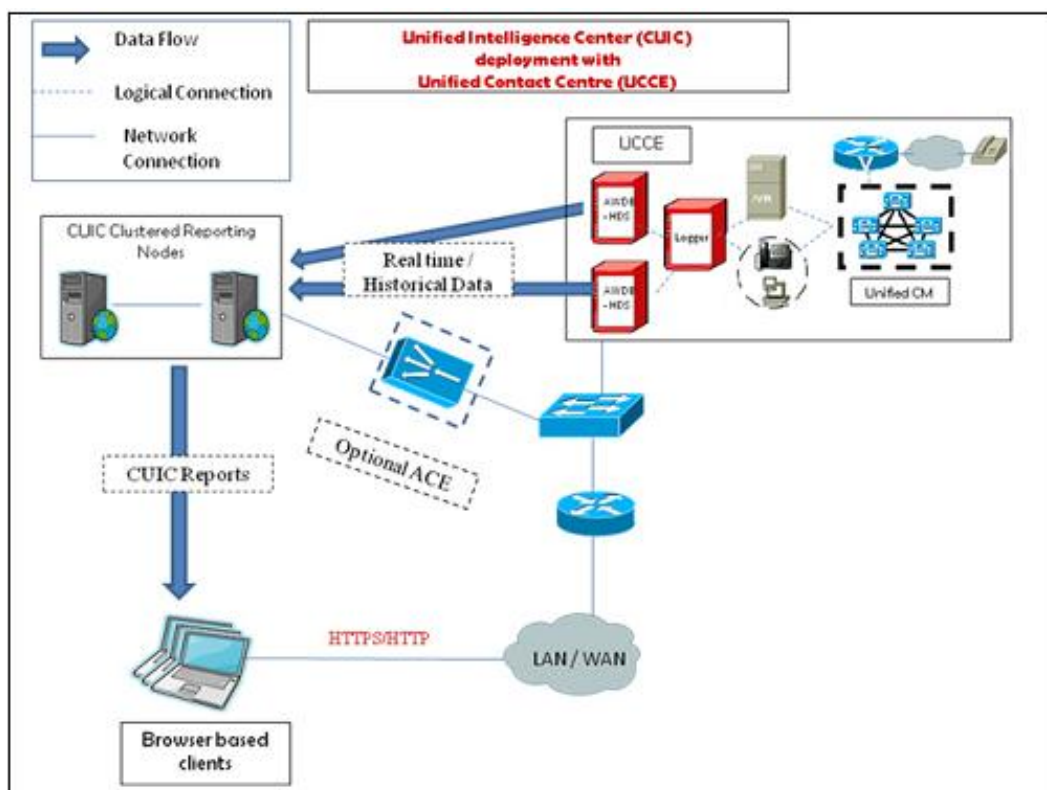 Data Flow
Logical Connection
Network
Connection
Unified Intelligence Center (CUIC)
deployment with
Unified Contact Centre (UCCE)
UCCE
AWDB
-HDS
Logger
AWDB
-HDS
Unified CM
CUIC Clustered Reporting
Nodes
Real time /
Historical Data
Optional ACE
CUIC Reports
HTTPS/HTTP
LAN / WAN
Browser based
clients